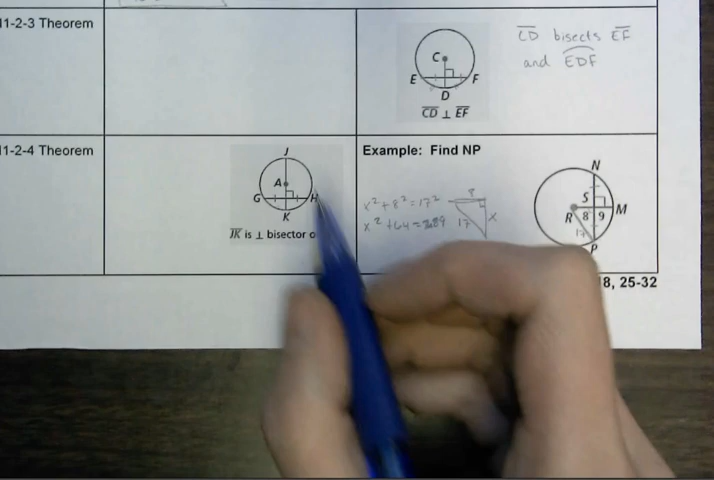 11-2-3 Theorem
C
E
F
D
CD ⊥ EF
CD bisects EF
and EDF
11-2-4 Theorem
J
A
G
H
K
JK is ⊥ bisector o
Example: Find NP
x² + 8² = 17²
x² + 64 = 289
8
17
x
N
S
R
8
9
M
17
P
8, 25-32